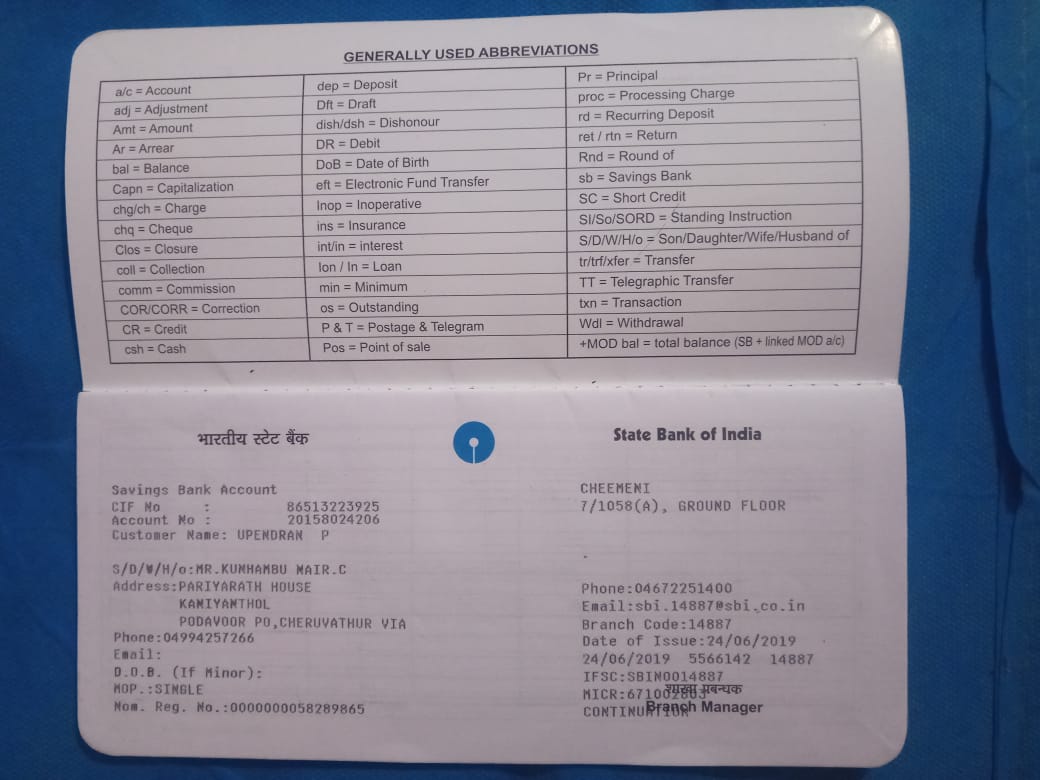 GENERALLY USED ABBREVIATIONS
a/c = Account
adj = Adjustment
Amt = Amount
Ar = Arrear
bal = Balance
Capn = Capitalization
chg/ch = Charge
chq = Cheque
Clos = Closure
coll = Collection
comm = Commission
COR/CORR = Correction
CR = Credit
csh = Cash
dep = Deposit
Dft = Draft
dish/dsh = Dishonour
DR = Debit
DoB = Date of Birth
eft = Electronic Fund Transfer
Inop = Inoperative
ins = Insurance
int/in = interest
lon / ln = Loan
min = Minimum
os = Outstanding
P & T = Postage & Telegram
Pos = Point of sale
Pr = Principal
proc = Processing Charge
rd = Recurring Deposit
ret / rtn = Return
Rnd = Round of
sb = Savings Bank
SC = Short Credit
SI/So/SORD = Standing Instruction
S/D/W/H/o = Son/Daughter/Wife/Husband of
tr/trf/xfer = Transfer
TT = Telegraphic Transfer
txn = Transaction
Wdl = Withdrawal
+MOD bal = total balance (SB + linked MOD a/c)
भारतीय स्टेट बैंक
State Bank of India
Savings Bank Account
CIF No : 86513223925
Account No : 20158024206
Customer Name: UPENDRAN P
S/D/W/H/o:MR.KUNHAMBU NAIR.C
Address:PARIYARATH HOUSE
KANIYANTHOL
PODAVOOR PO,CHERUVATHUR VIA
Phone:04994257266
Email:
D.O.B. (If Minor):
MOP.:SINGLE
Nom. Reg. No.:0000000058289865
CHEEMENI
7/1058(A), GROUND FLOOR
Phone:04672251400
Email:sbi.14887@sbi.co.in
Branch Code:14887
Date of Issue:24/06/2019
24/06/2019 5566142 14887
IFSC:SBIN0014887
MICR:671002803
शाखा प्रबन्धक
CONTINUATION
Branch Manager